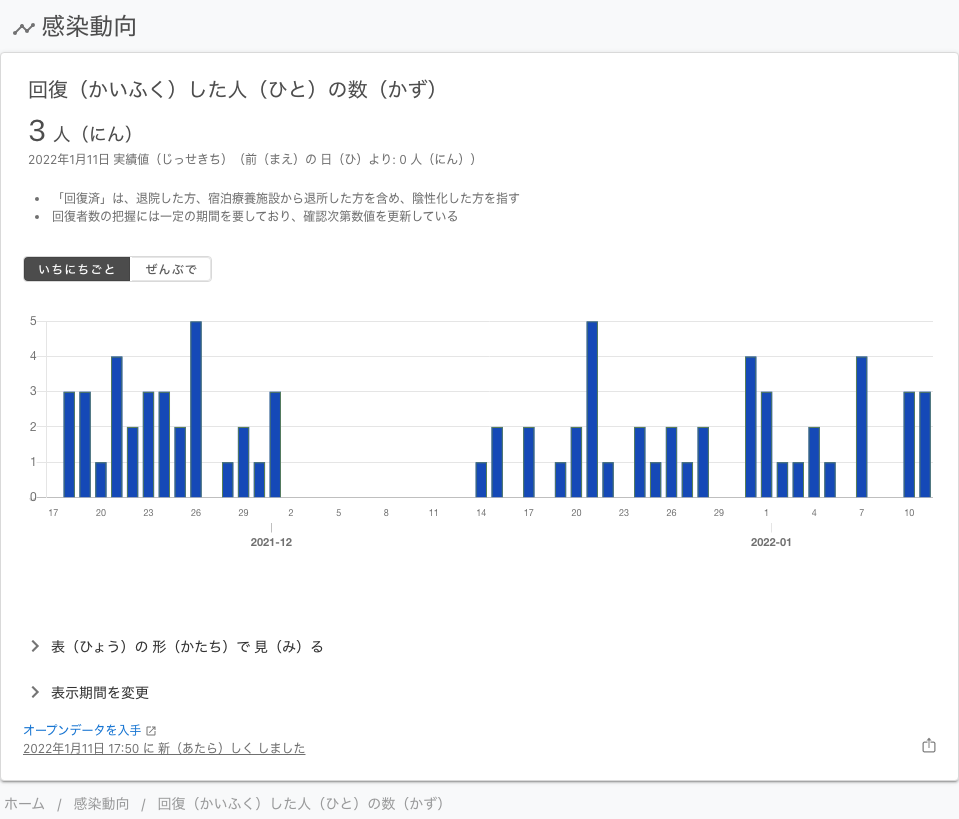 感染動向
回復（かいふく）した人（ひと）の数（かず）
3 人（にん）
2022年1月11日 実績値（じっせきち）（前（まえ）の 日（ひ）より: 0 人（にん））
• 「回復済」は、退院した方、宿泊療養施設から退所した方を含め、陰性化した方を指す
• 回復者数の把握には一定の期間を要しており、確認次第数値を更新している
いちにちごと ぜんぶで
5
4
3
2
1
0
17 20 23 26 29 2 5 8 11 14 17 20 23 26 29 1 4 7 10
2021-12 2022-01
表（ひょう）の 形（かたち）で 見（み）る
表示期間を変更
オープンデータを入手
2022年1月11日 17:50 に 新（あたら）しく しました
ホーム / 感染動向 / 回復（かいふく）した人（ひと）の数（かず）